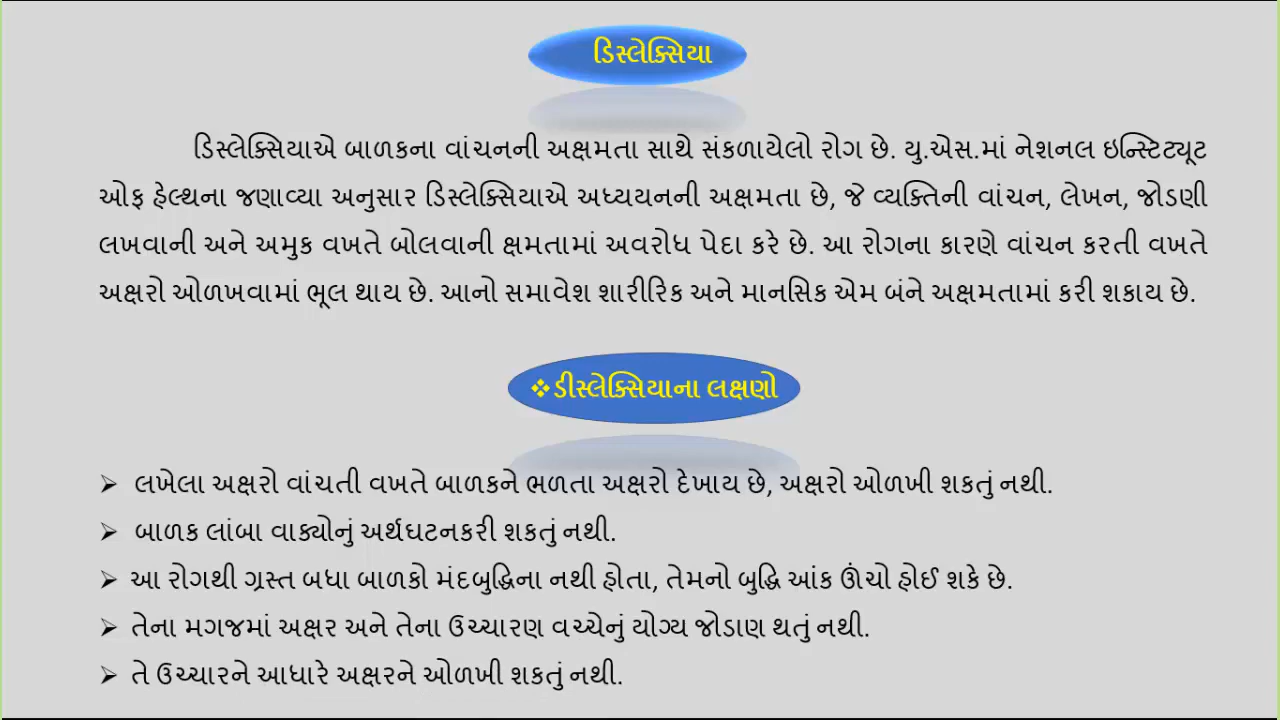 ડિસ્લેક્સિયા
ડિસ્લેક્સિયાએ બાળકના વાંચનની અક્ષમતા સાથે સંકળાયેલો રોગ છે. યુ.એસ.માં નેશનલ ઇન્સ્ટિટ્યૂટ
ઓફ હેલ્થના જણાવ્યા અનુસાર ડિસ્લેક્સિયાએ અધ્યયનની અક્ષમતા છે, જે વ્યક્તિની વાંચન, લેખન, જોડણી
લખવાની અને અમુક વખતે બોલવાની ક્ષમતામાં અવરોધ પેદા કરે છે. આ રોગના કારણે વાંચન કરતી વખતે
અક્ષરો ઓળખવામાં ભૂલ થાય છે. આનો સમાવેશ શારીરિક અને માનસિક એમ બંને અક્ષમતામાં કરી શકાય છે.
❖ડીસ્લેક્સિયાના લક્ષણો
➢ લખેલા અક્ષરો વાંચતી વખતે બાળકને ભળતા અક્ષરો દેખાય છે, અક્ષરો ઓળખી શકતું નથી.
➢ બાળક લાંબા વાક્યોનું અર્થઘટનકરી શકતું નથી.
➢ આ રોગથી ગ્રસ્ત બધા બાળકો મંદબુદ્ધિના નથી હોતા, તેમનો બુદ્ધિ આંક ઊંચો હોઈ શકે છે.
➢ તેના મગજમાં અક્ષર અને તેના ઉચ્ચારણ વચ્ચેનું યોગ્ય જોડાણ થતું નથી.
➢ તે ઉચ્ચારને આધારે અક્ષરને ઓળખી શકતું નથી.